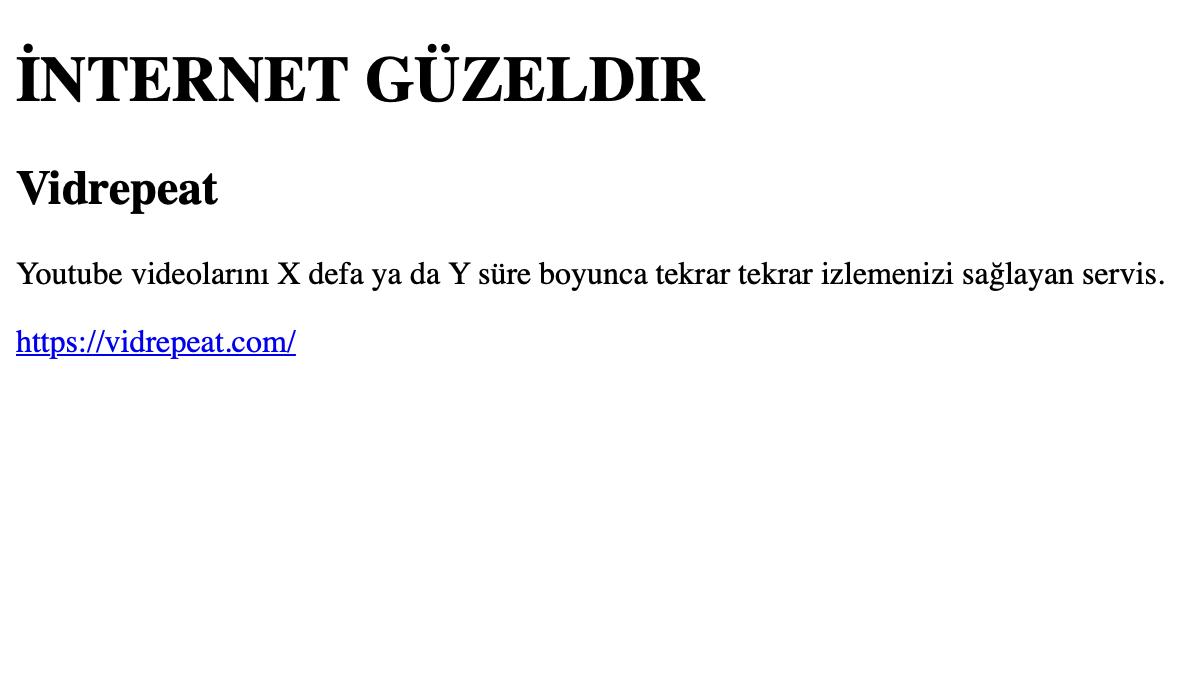 İNTERNET GÜZELDIR
Vidrepeat
Youtube videolarını X defa ya da Y süre boyunca tekrar tekrar izlemenizi sağlayan servis.
https://vidrepeat.com/